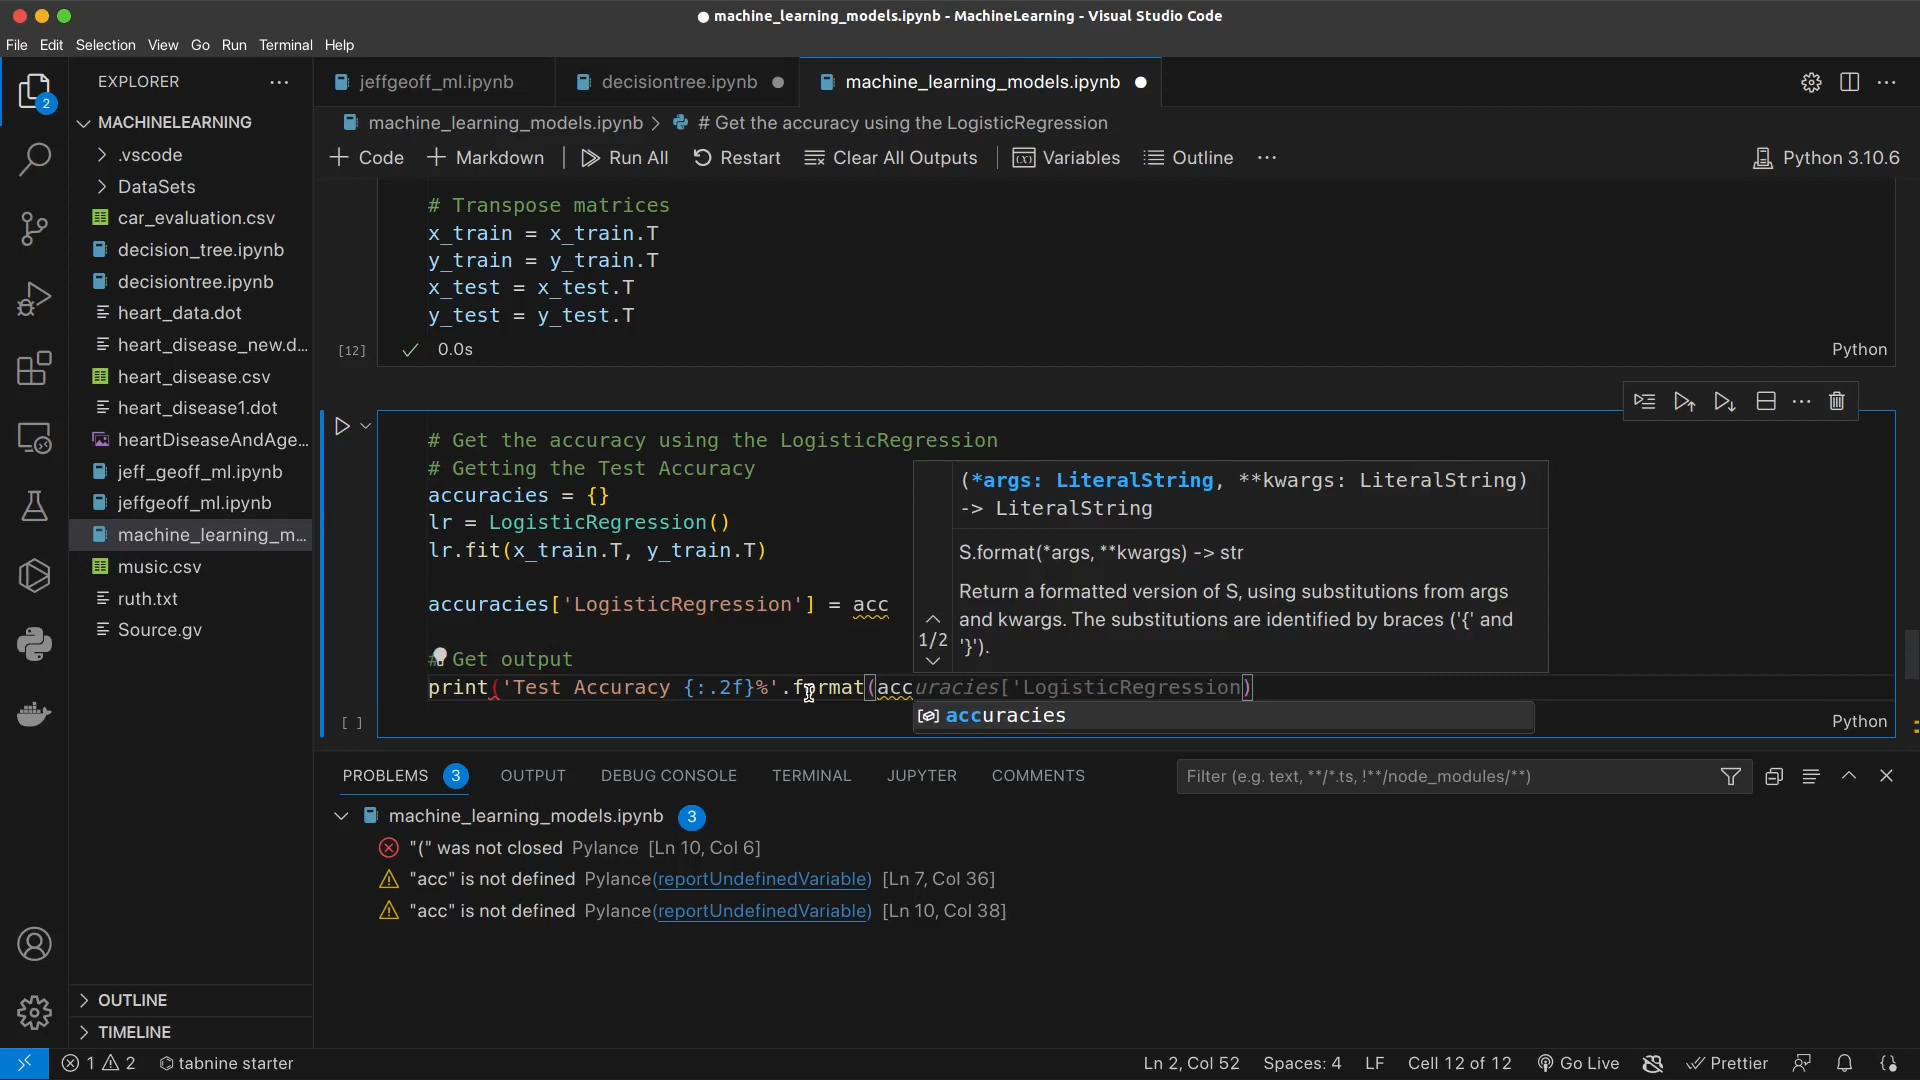 machine_learning_models.ipynb - MachineLearning - Visual Studio Code
File Edit Selection View Go Run Terminal Help
EXPLORER
jeffgeoff_ml.ipynb
decisiontree.ipynb
machine_learning_models.ipynb
2
MACHINELEARNING
.vscode
DataSets
car_evaluation.csv
decision_tree.ipynb
decisiontree.ipynb
heart_data.dot
heart_disease_new.d...
heart_disease.csv
heart_disease1.dot
heartDiseaseAndAge...
jeff_geoff_ml.ipynb
jeffgeoff_ml.ipynb
machine_learning_m...
music.csv
ruth.txt
Source.gv
OUTLINE
TIMELINE
machine_learning_models.ipynb > # Get the accuracy using the LogisticRegression
+ Code + Markdown Run All Restart Clear All Outputs Variables Outline ... Python 3.10.6
# Transpose matrices
x_train = x_train.T
y_train = y_train.T
x_test = x_test.T
y_test = y_test.T
[12] 0.0s Python
# Get the accuracy using the LogisticRegression
# Getting the Test Accuracy
accuracies = {}
lr = LogisticRegression()
lr.fit(x_train.T, y_train.T)
accuracies['LogisticRegression'] = acc
# Get output
print('Test Accuracy {:.2f}%'.format(accuracies['LogisticRegression)
[ ] Python
(*args: LiteralString, **kwargs: LiteralString)
-> LiteralString
S.format(*args, **kwargs) -> str
Return a formatted version of S, using substitutions from args
and kwargs. The substitutions are identified by braces ('{' and
'}').
1/2
accuracies
PROBLEMS 3 OUTPUT DEBUG CONSOLE TERMINAL JUPYTER COMMENTS
Filter (e.g. text, **/*.ts, !**/node_modules/**)
machine_learning_models.ipynb 3
"(" was not closed Pylance [Ln 10, Col 6]
"acc" is not defined Pylance(reportUndefinedVariable) [Ln 7, Col 36]
"acc" is not defined Pylance(reportUndefinedVariable) [Ln 10, Col 38]
1 2 tabnine starter Ln 2, Col 52 Spaces: 4 LF Cell 12 of 12 Go Live Prettier